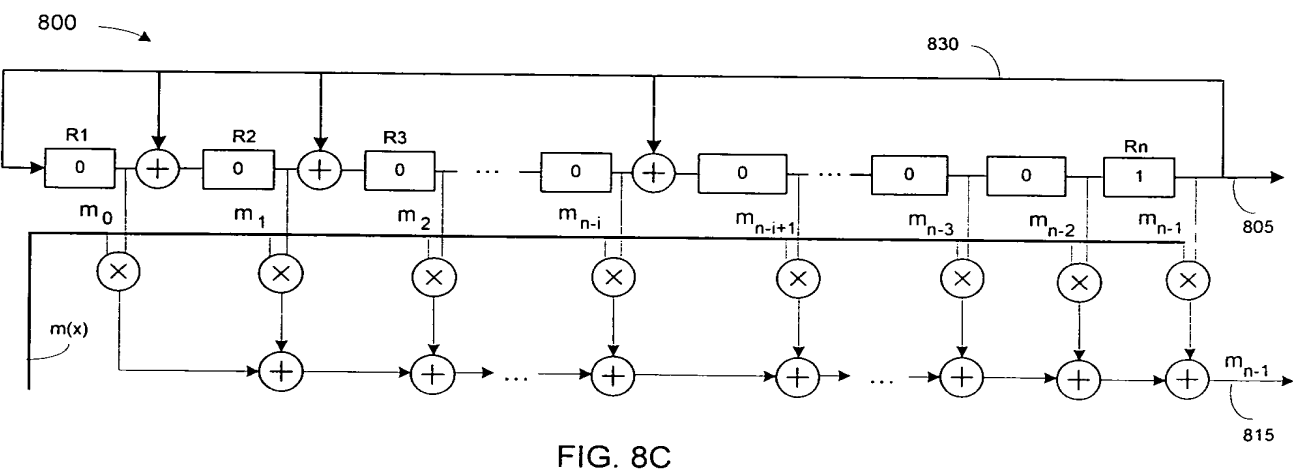 800
830
R1 R2 R3 Rn
0 0 0 ... 0 0 ... 0 0 1
m0 m1 m2 mn-i mn-i+1 mn-3 mn-2 mn-1
805
m(x)
... ... mn-1
815
FIG. 8C